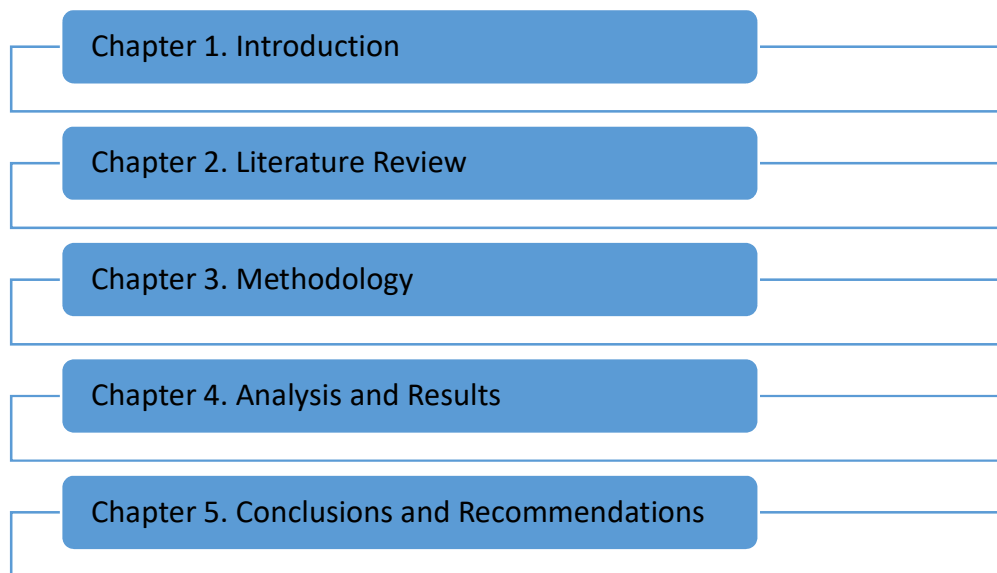 Chapter 1. Introduction
Chapter 2. Literature Review
Chapter 3. Methodology
Chapter 4. Analysis and Results
Chapter 5. Conclusions and Recommendations